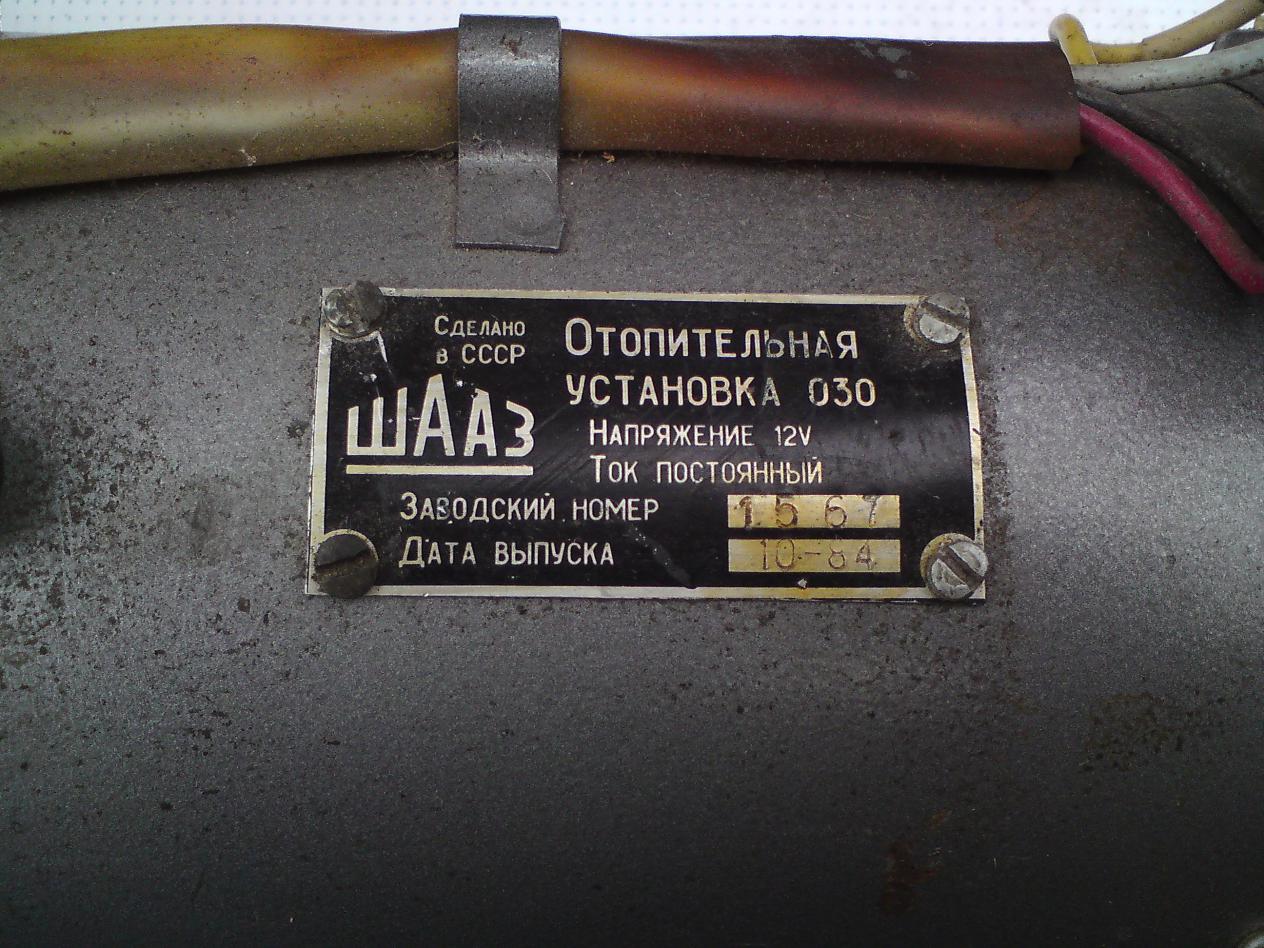 Сделано
в СССР
ШААЗ
Отопительная
установка 030
Напряжение 12V
Ток постоянный
Заводский номер 1567
Дата выпуска 10-84